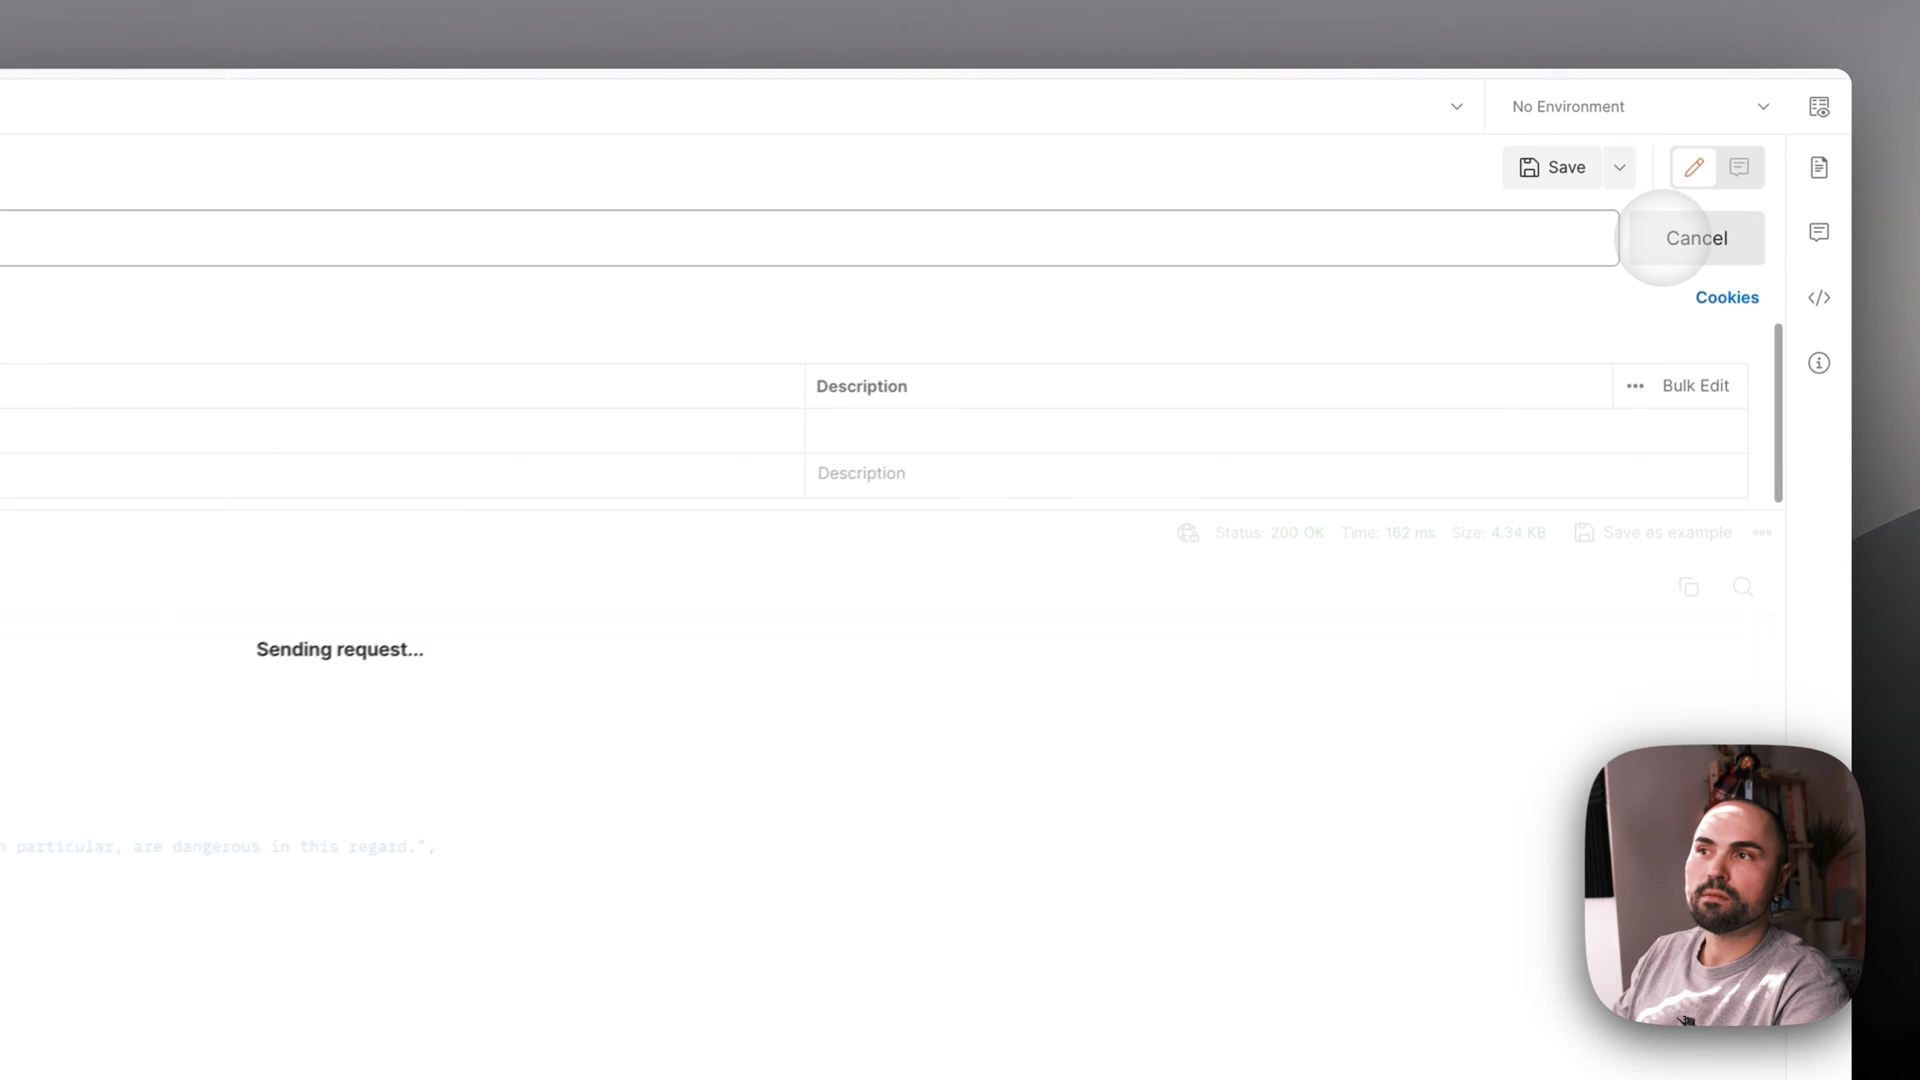 No Environment
Save
Cancel
Cookies
Description
Bulk Edit
Description
Status: 200 OK Time: 162 ms Size: 4.34 KB Save as example
Sending request...
particular, are dangerous in this regard.",